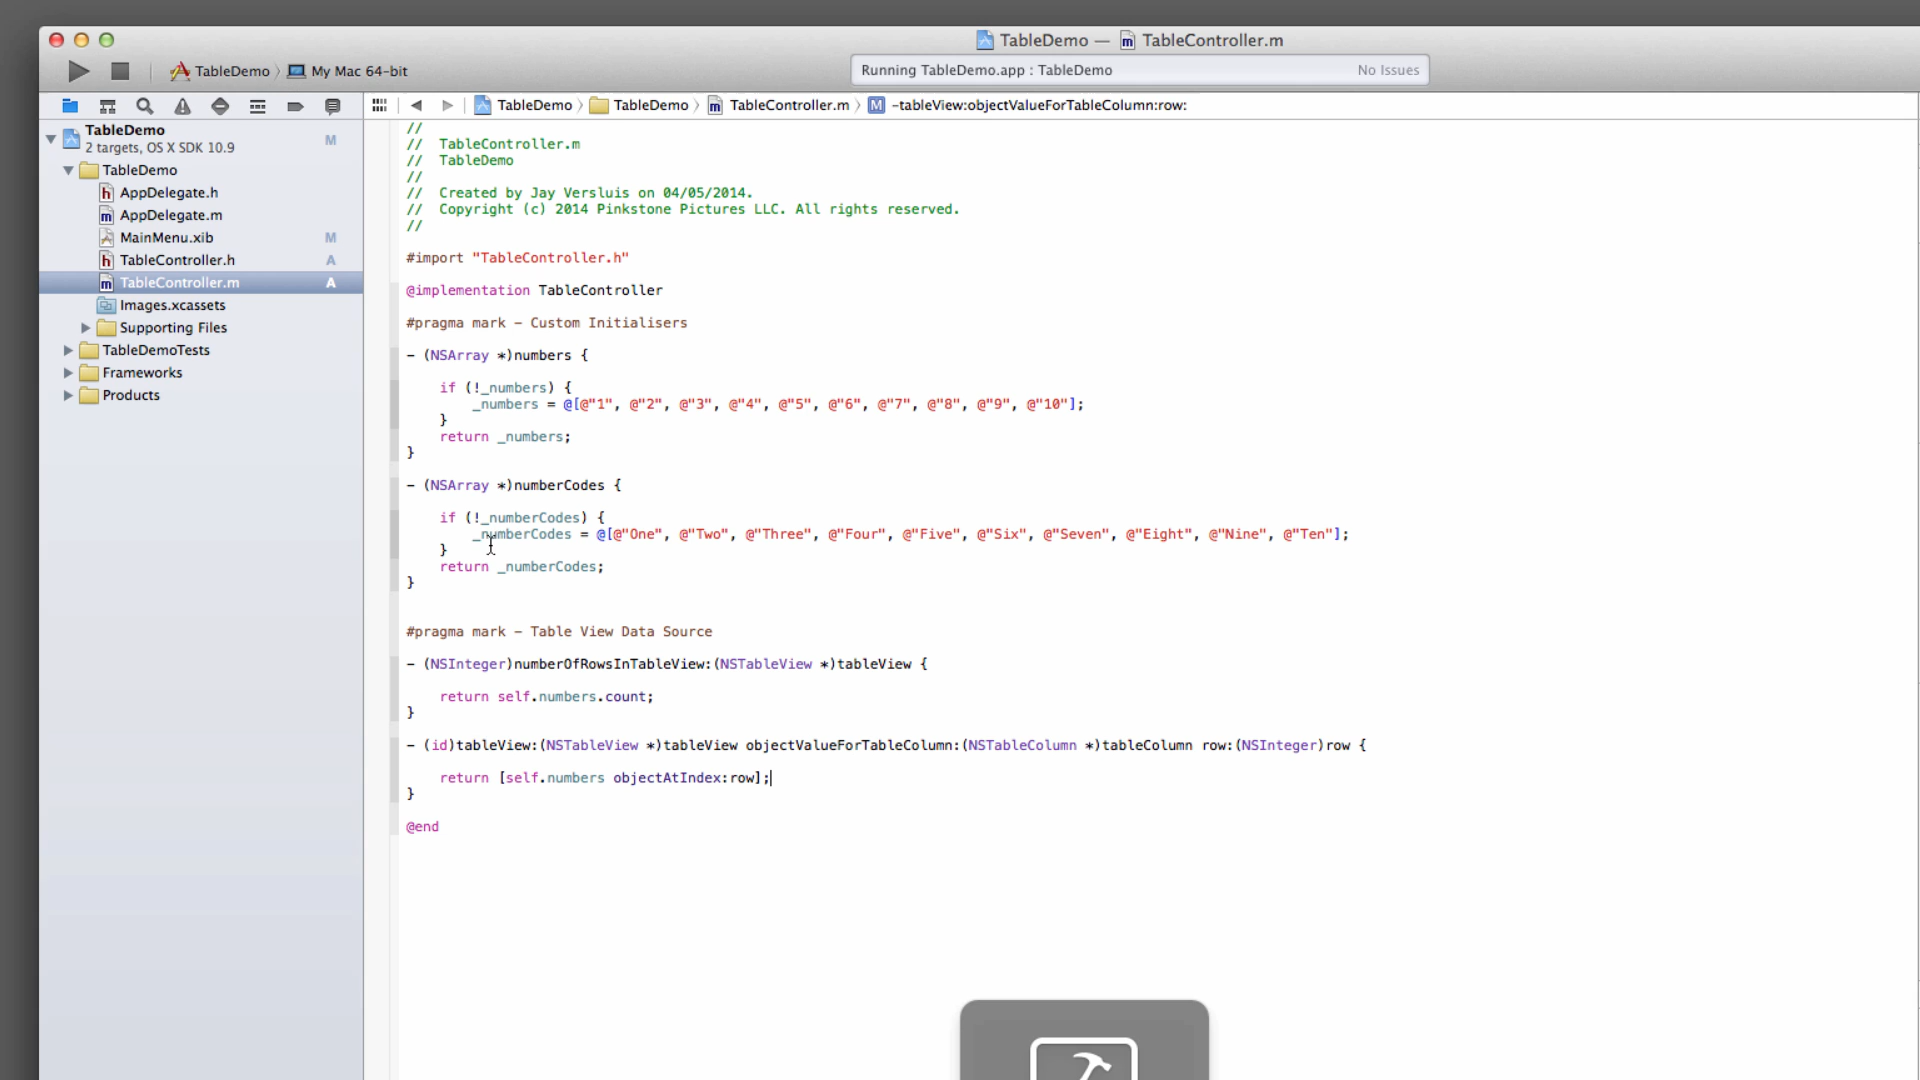 TableDemo — TableController.m
TableDemo My Mac 64-bit
Running TableDemo.app : TableDemo No Issues
TableDemo TableDemo TableController.m M -tableView:objectValueForTableColumn:row:
TableDemo
2 targets, OS X SDK 10.9 M
TableDemo
h AppDelegate.h
m AppDelegate.m
MainMenu.xib M
h TableController.h A
m TableController.m A
Images.xcassets
Supporting Files
TableDemoTests
Frameworks
Products
//
//  TableController.m
//  TableDemo
//
//  Created by Jay Versluis on 04/05/2014.
//  Copyright (c) 2014 Pinkstone Pictures LLC. All rights reserved.
//
#import "TableController.h"
@implementation TableController
#pragma mark - Custom Initialisers
- (NSArray *)numbers {
if (!_numbers) {
_numbers = @[@"1", @"2", @"3", @"4", @"5", @"6", @"7", @"8", @"9", @"10"];
}
return _numbers;
}
- (NSArray *)numberCodes {
if (!_numberCodes) {
_numberCodes = @[@"One", @"Two", @"Three", @"Four", @"Five", @"Six", @"Seven", @"Eight", @"Nine", @"Ten"];
}
return _numberCodes;
}
#pragma mark - Table View Data Source
- (NSInteger)numberOfRowsInTableView:(NSTableView *)tableView {
return self.numbers.count;
}
- (id)tableView:(NSTableView *)tableView objectValueForTableColumn:(NSTableColumn *)tableColumn row:(NSInteger)row {
return [self.numbers objectAtIndex:row];
}
@end